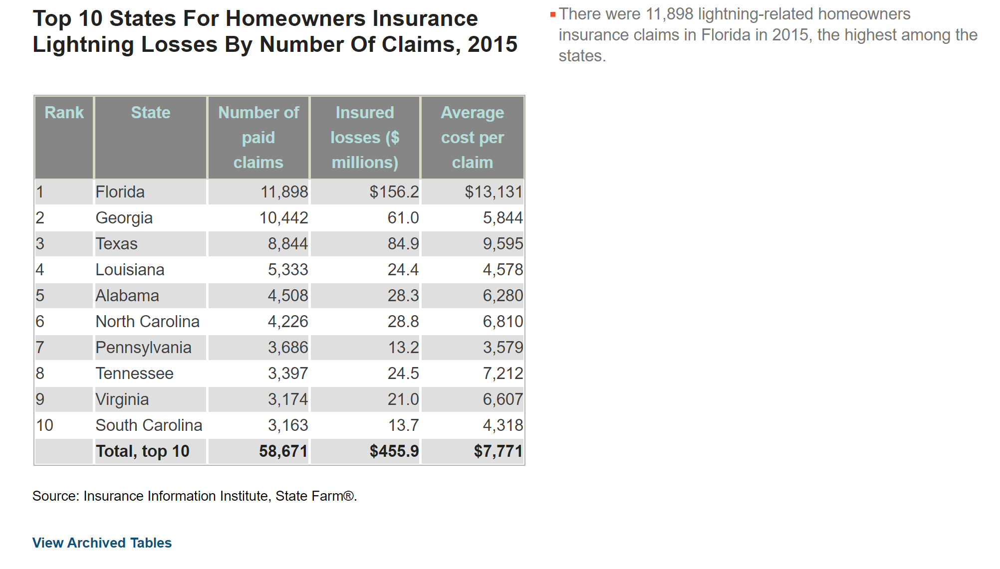 Top 10 States For Homeowners Insurance
Lightning Losses By Number Of Claims, 2015
There were 11,898 lightning-related homeowners
insurance claims in Florida in 2015, the highest among the
states.
Rank State Number of paid claims Insured losses ($ millions) Average cost per claim
1 Florida 11,898 $156.2 $13,131
2 Georgia 10,442 61.0 5,844
3 Texas 8,844 84.9 9,595
4 Louisiana 5,333 24.4 4,578
5 Alabama 4,508 28.3 6,280
6 North Carolina 4,226 28.8 6,810
7 Pennsylvania 3,686 13.2 3,579
8 Tennessee 3,397 24.5 7,212
9 Virginia 3,174 21.0 6,607
10 South Carolina 3,163 13.7 4,318
Total, top 10 58,671 $455.9 $7,771
Source: Insurance Information Institute, State Farm®.
View Archived Tables